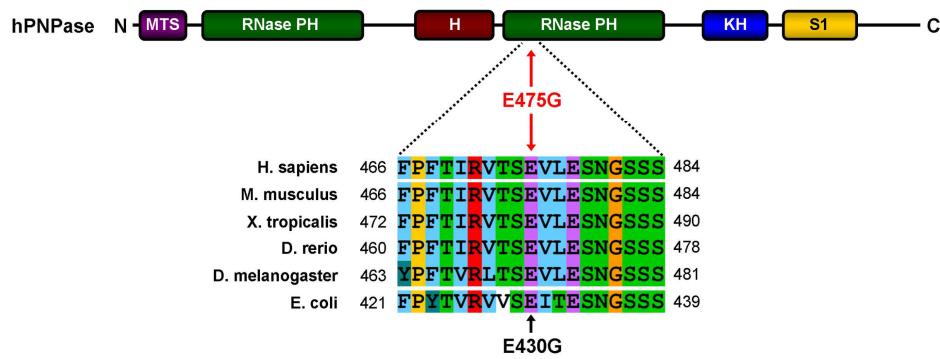 hPNPase N MTS RNase PH H RNase PH KH S1 C
E475G
H. sapiens 466 FPFTIRVTSEVLESNGSSS 484
M. musculus 466 FPFTIRVTSEVLESNGSSS 484
X. tropicalis 472 FPFTIRVTSEVLESNGSSS 490
D. rerio 460 FPFTIRVTSEVLESNGSSS 478
D. melanogaster 463 YPFTVRLTSEVLESNGSSS 481
E. coli 421 FPYTVRVVSEITESNGSSS 439
E430G